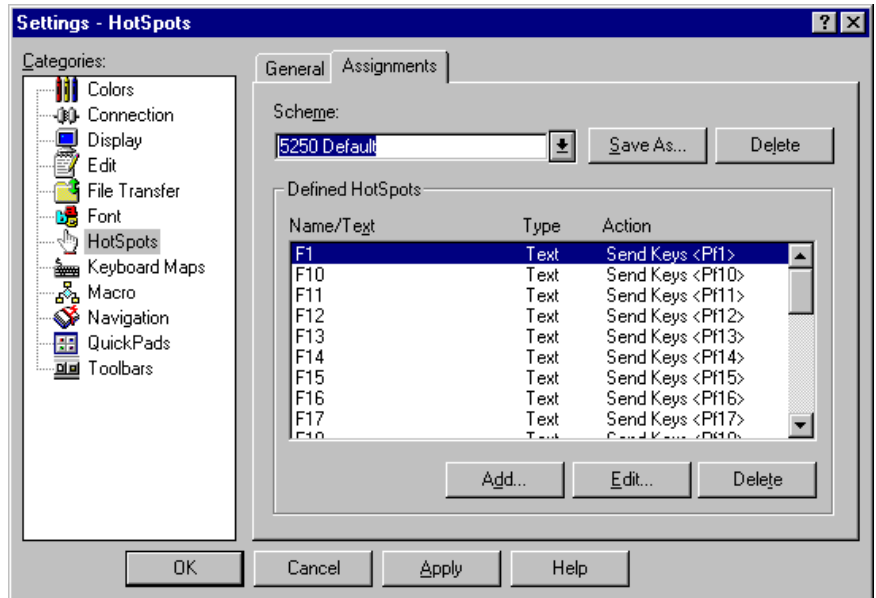 Settings - HotSpots
Categories:
Colors
Connection
Display
Edit
File Transfer
Font
HotSpots
Keyboard Maps
Macro
Navigation
QuickPads
Toolbars
General Assignments
Scheme:
5250 Default Save As... Delete
Defined HotSpots
Name/Text Type Action
F1 Text Send Keys <Pf1>
F10 Text Send Keys <Pf10>
F11 Text Send Keys <Pf11>
F12 Text Send Keys <Pf12>
F13 Text Send Keys <Pf13>
F14 Text Send Keys <Pf14>
F15 Text Send Keys <Pf15>
F16 Text Send Keys <Pf16>
F17 Text Send Keys <Pf17>
Add... Edit... Delete
OK Cancel Apply Help